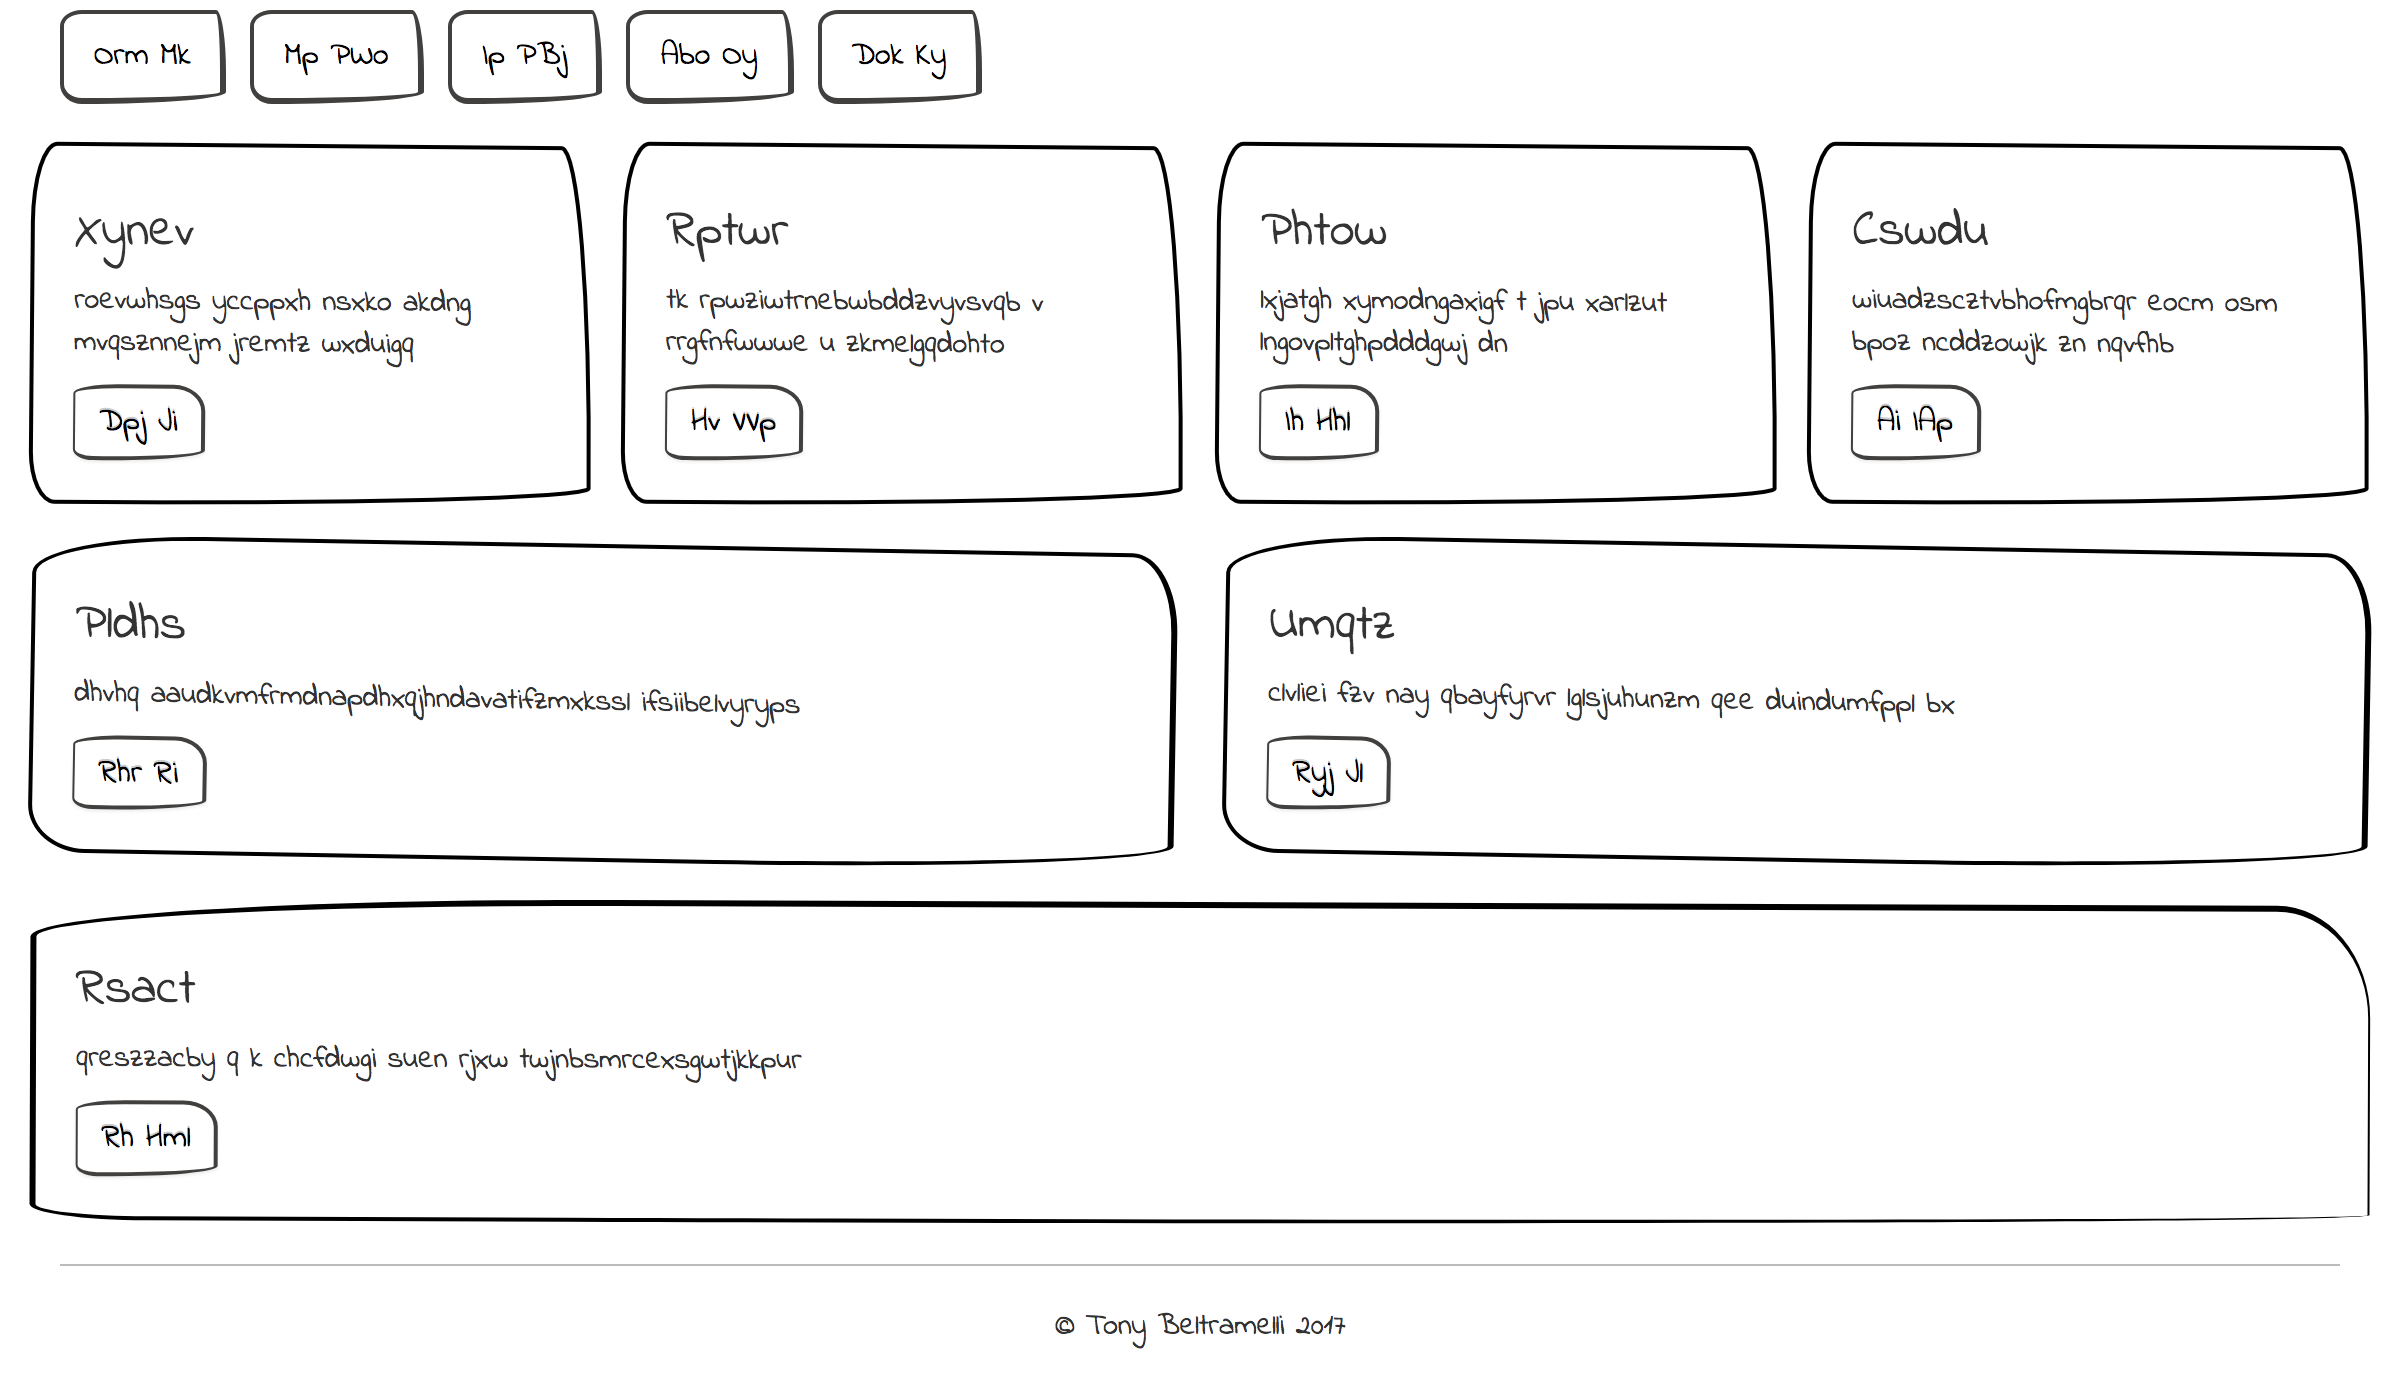 Orm Mk
Mp PWo
Ip PBj
Abo Oy
Dok Ky
Xynev
roevwhsgs yccppxh nsxko akdng
mvqsznnejm jremtz wxduigq
Dpj Ji
Rptwr
tk rpwziwtrnebwbddzvyvsvqb v
rrgfnfwwwe u zkmelgqdohto
Hv VVp
Phtow
lxjatgh xymodngaxigf t jpu xarlzut
lngovpltghpdddgwj dn
Ih Hhl
Cswdu
wiuadzscztvbhofmgbrqr eocm osm
bpoz ncddzowjk zn nqvfhb
Ai IAp
Pldhs
dhvhq aaudkvmfrmdnapdhxqjhndavatifzmxkssl ifsiibelvyryps
Rhr Ri
Umqtz
clvliei fzv nay qbayfyrvr lglsjuhunzm qee duindumfppl bx
Ryj Jl
Rsact
qreszzacby q k chcfdwgi suen rjxw twjnbsmrcexsgwtjkkpur
Rh Hml
© Tony Beltramelli 2017